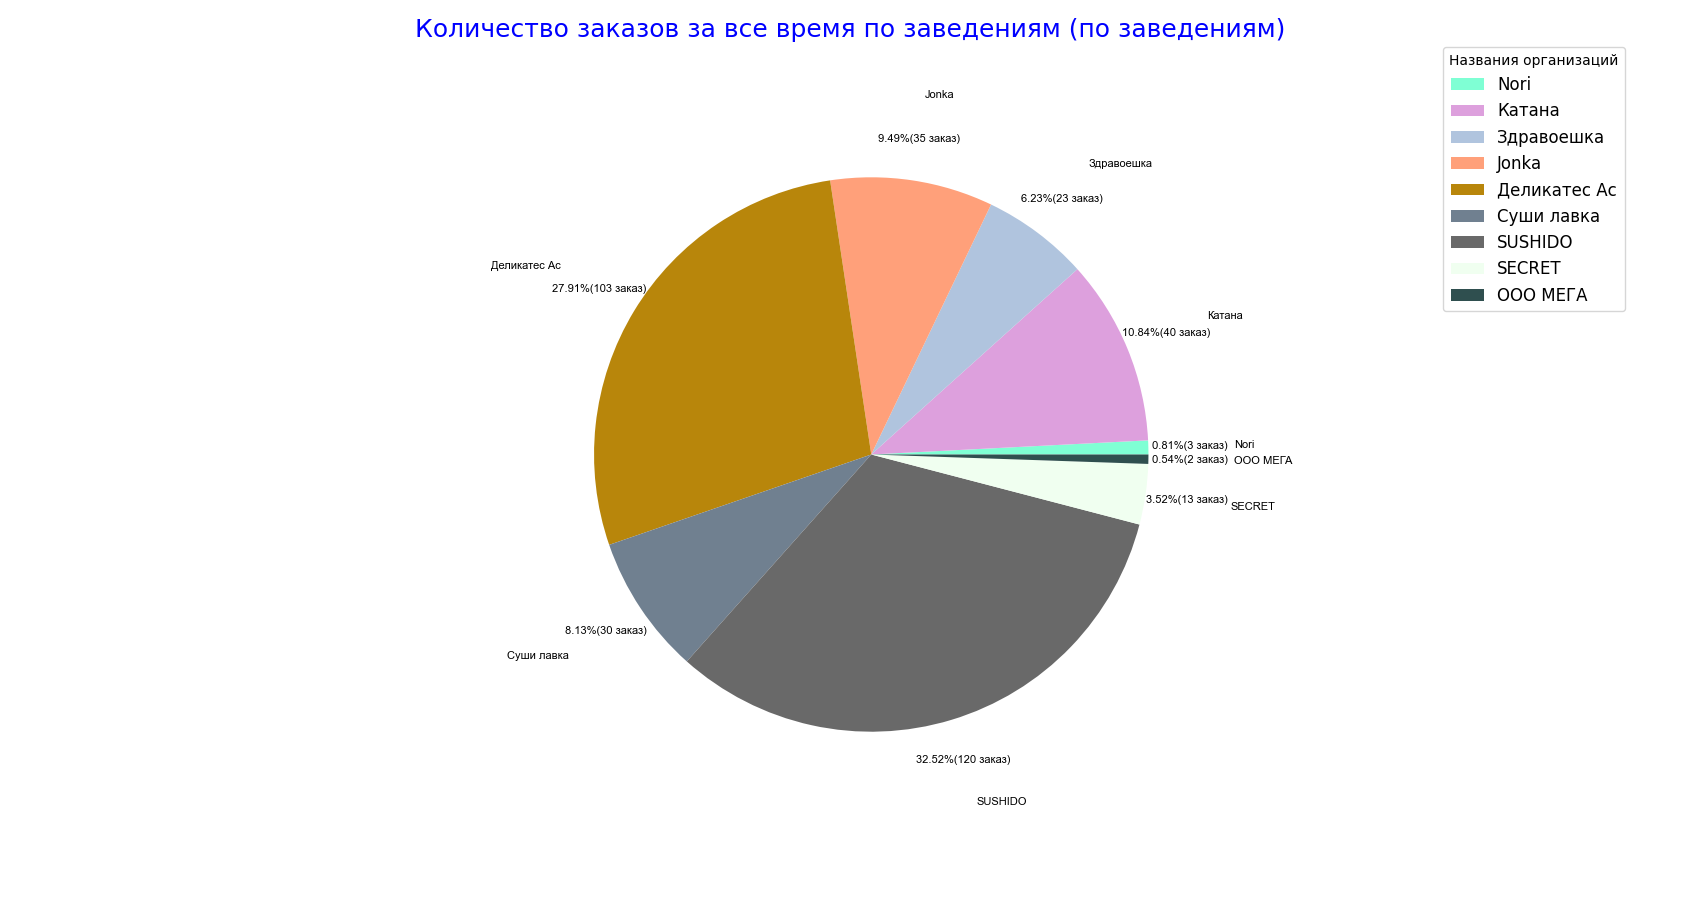 Количество заказов за все время по заведениям (по заведениям)
Названия организаций
Nori
Катана
Здравоешка
Jonka
Деликатес Ас
Суши лавка
SUSHIDO
SECRET
ООО МЕГА
Jonka
9.49%(35 заказ)
Здравоешка
6.23%(23 заказ)
Деликатес Ас
27.91%(103 заказ)
Катана
10.84%(40 заказ)
0.81%(3 заказ) Nori
0.54%(2 заказ) ООО МЕГА
3.52%(13 заказ)
SECRET
8.13%(30 заказ)
Суши лавка
32.52%(120 заказ)
SUSHIDO